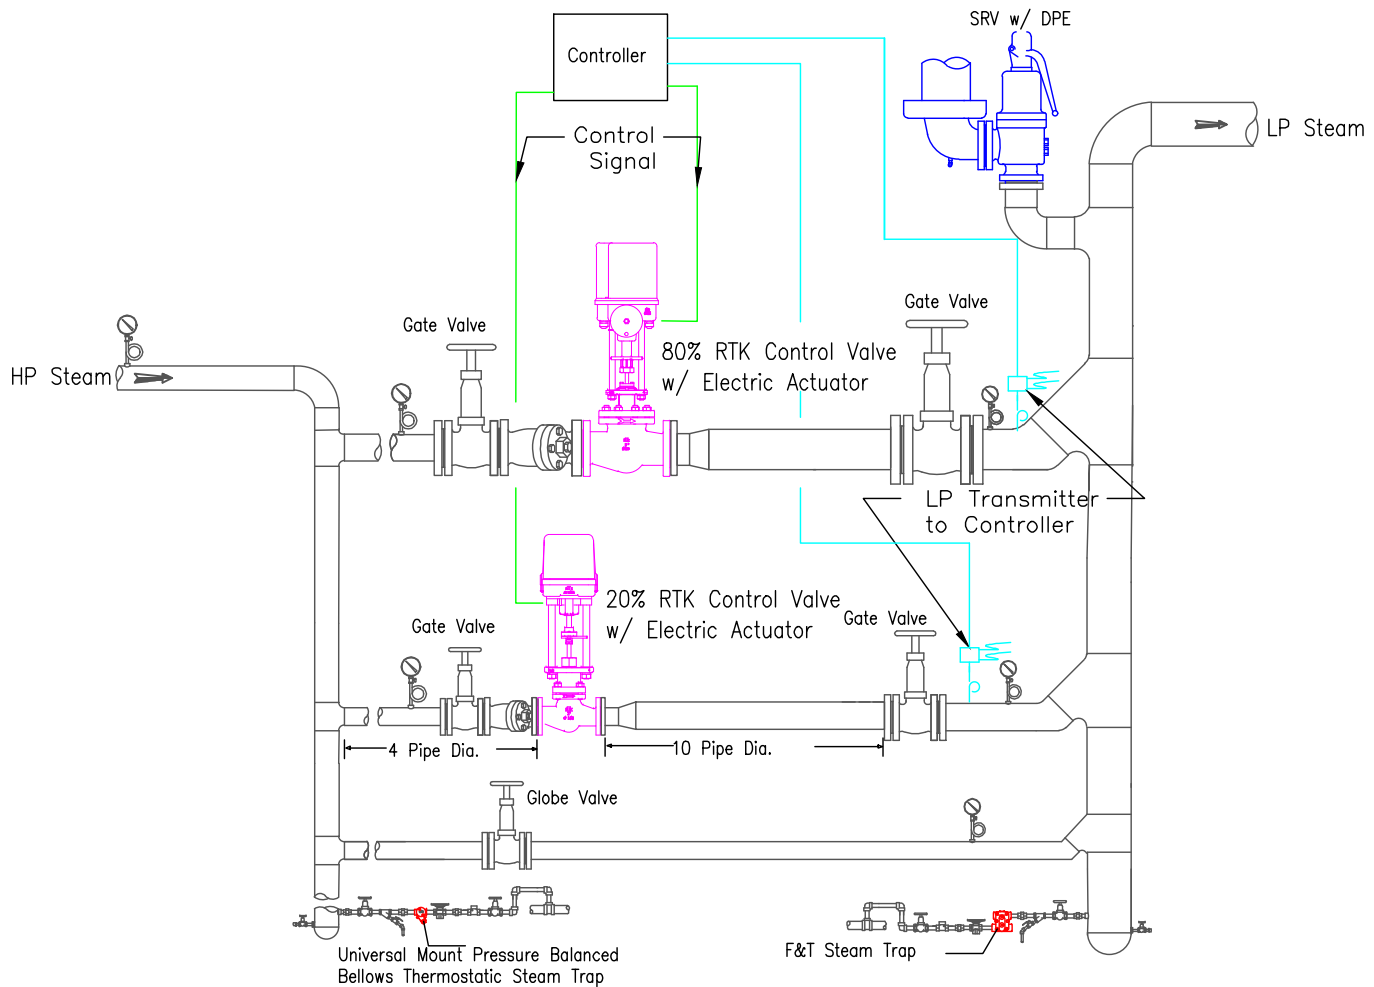 SRV w/ DPE
Controller
LP Steam
Control
Signal
Gate Valve
Gate Valve
80% RTK Control Valve
w/ Electric Actuator
HP Steam
LP Transmitter
to Controller
20% RTK Control Valve
w/ Electric Actuator
Gate Valve
Gate Valve
4 Pipe Dia.
10 Pipe Dia.
Globe Valve
Universal Mount Pressure Balanced
Bellows Thermostatic Steam Trap
F&T Steam Trap